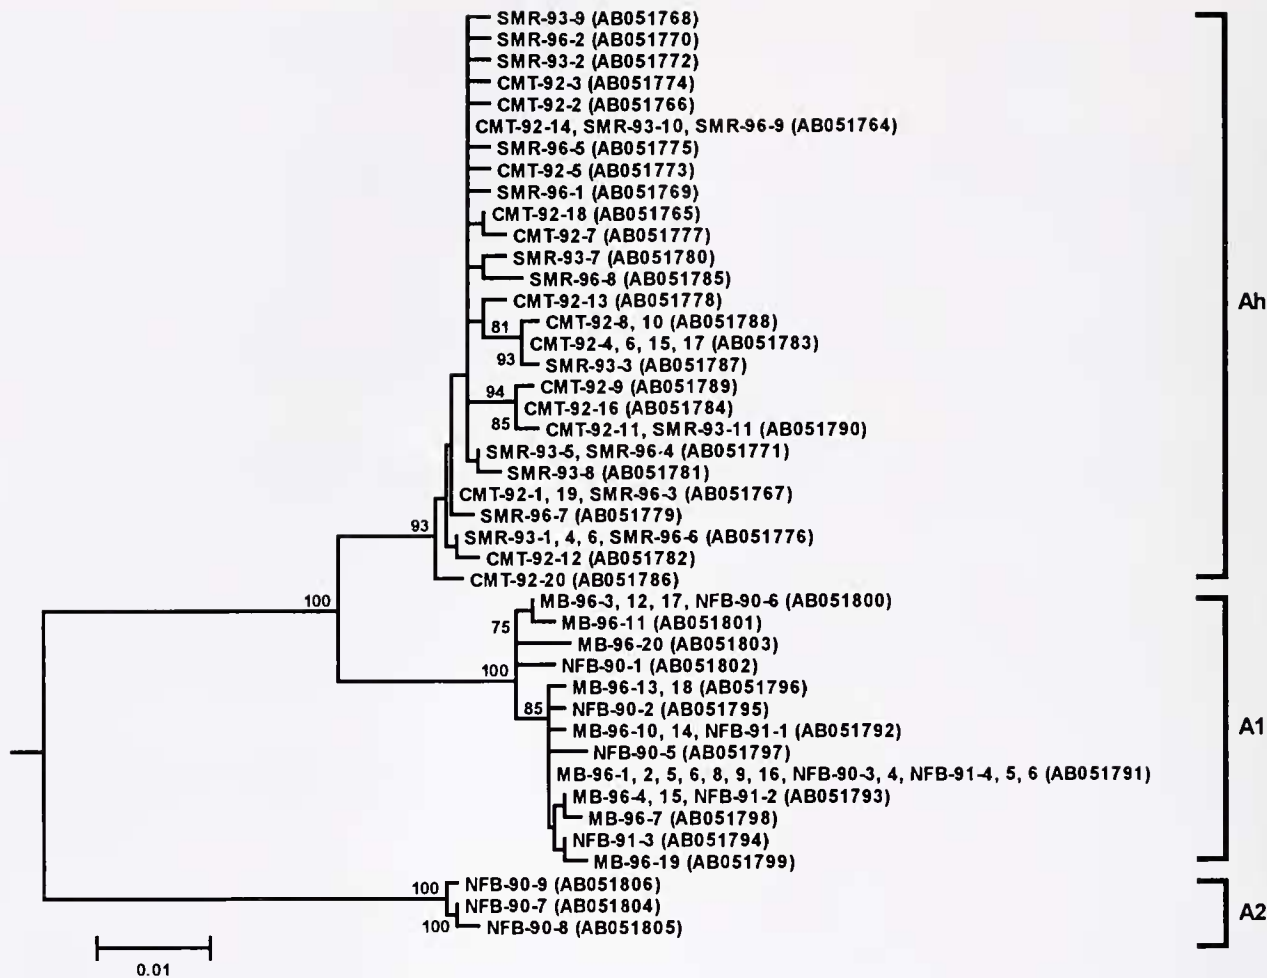 SMR-93-9 (AB051768)
SMR-96-2 (AB051770)
SMR-93-2 (AB051772)
CMT-92-3 (AB051774)
CMT-92-2 (AB051766)
CMT-92-14, SMR-93-10, SMR-96-9 (AB051764)
SMR-96-5 (AB051775)
CMT-92-5 (AB051773)
SMR-96-1 (AB051769)
CMT-92-18 (AB051765)
CMT-92-7 (AB051777)
SMR-93-7 (AB051780)
SMR-96-8 (AB051785)
CMT-92-13 (AB051778)
Ah
81
CMT-92-8, 10 (AB051788)
CMT-92-4, 6, 15, 17 (AB051783)
93
SMR-93-3 (AB051787)
94
CMT-92-9 (AB051789)
CMT-92-16 (AB051784)
85
CMT-92-11, SMR-93-11 (AB051790)
SMR-93-5, SMR-96-4 (AB051771)
SMR-93-8 (AB051781)
CMT-92-1, 19, SMR-96-3 (AB051767)
SMR-96-7 (AB051779)
93
SMR-93-1, 4, 6, SMR-96-6 (AB051776)
CMT-92-12 (AB051782)
CMT-92-20 (AB051786)
100
MB-96-3, 12, 17, NFB-90-6 (AB051800)
75
MB-96-11 (AB051801)
MB-96-20 (AB051803)
100
NFB-90-1 (AB051802)
MB-96-13, 18 (AB051796)
85
NFB-90-2 (AB051795)
MB-96-10, 14, NFB-91-1 (AB051792)
A1
NFB-90-5 (AB051797)
MB-96-1, 2, 5, 6, 8, 9, 16, NFB-90-3, 4, NFB-91-4, 5, 6 (AB051791)
MB-96-4, 15, NFB-91-2 (AB051793)
MB-96-7 (AB051798)
NFB-91-3 (AB051794)
MB-96-19 (AB051799)
100
NFB-90-9 (AB051806)
NFB-90-7 (AB051804)
A2
100
NFB-90-8 (AB051805)
0.01